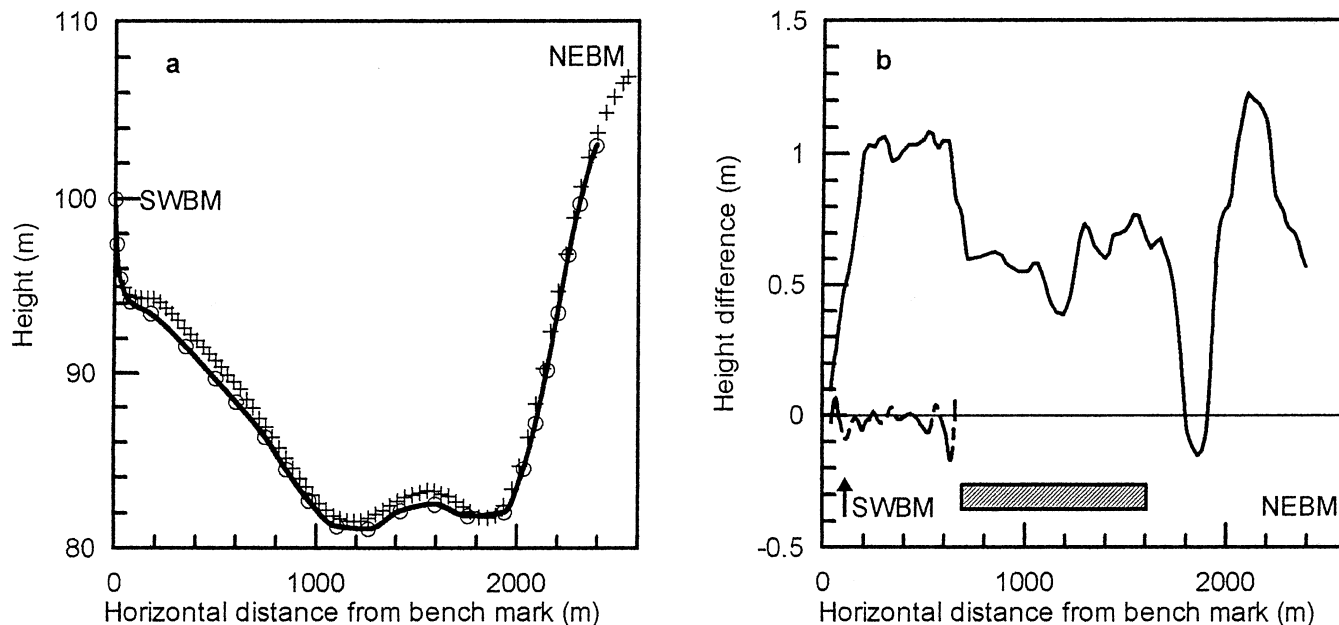 110
a
NEBM
100
SWBM
Height (m)
90
80
0
1000
2000
Horizontal distance from bench mark (m)
1.5
b
1
Height difference (m)
0.5
0
SWBM
NEBM
-0.5
0
1000
2000
Horizontal distance from bench mark (m)